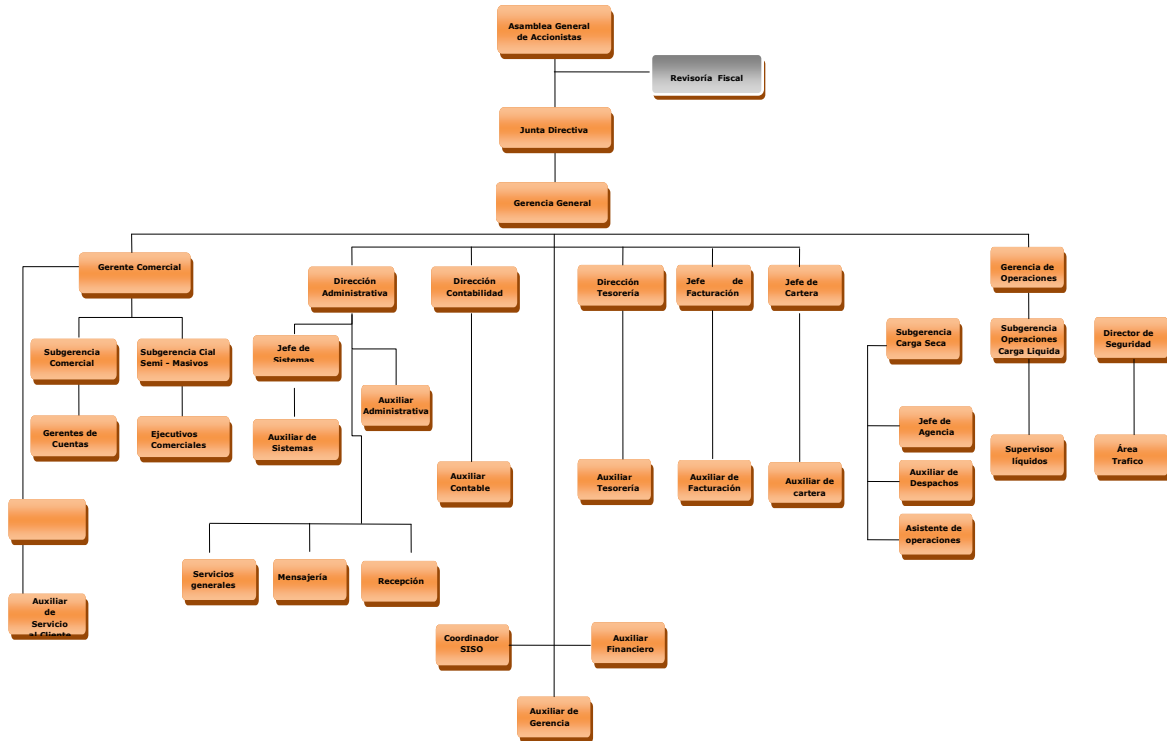 Asamblea General
de Accionistas
Revisoría Fiscal
Junta Directiva
Gerencia General
Gerente Comercial
Dirección
Administrativa
Dirección
Contabilidad
Dirección
Tesorería
Jefe de
Facturación
Jefe de
Cartera
Gerencia de
Operaciones
Subgerencia
Comercial
Subgerencia Cial
Semi - Masivos
Jefe de
Sistemas
Auxiliar
Administrativa
Subgerencia
Carga Seca
Subgerencia
Operaciones
Carga Liquida
Director de
Seguridad
Gerentes de
Cuentas
Ejecutivos
Comerciales
Auxiliar de
Sistemas
Auxiliar
Contable
Auxiliar
Tesorería
Auxiliar de
Facturación
Auxiliar de
cartera
Jefe de
Agencia
Auxiliar de
Despachos
Asistente de
operaciones
Supervisor
líquidos
Área
Trafico
Servicios
generales
Mensajería
Recepción
Auxiliar
de
Servicio
al Cliente
Coordinador
SISO
Auxiliar
Financiero
Auxiliar de
Gerencia